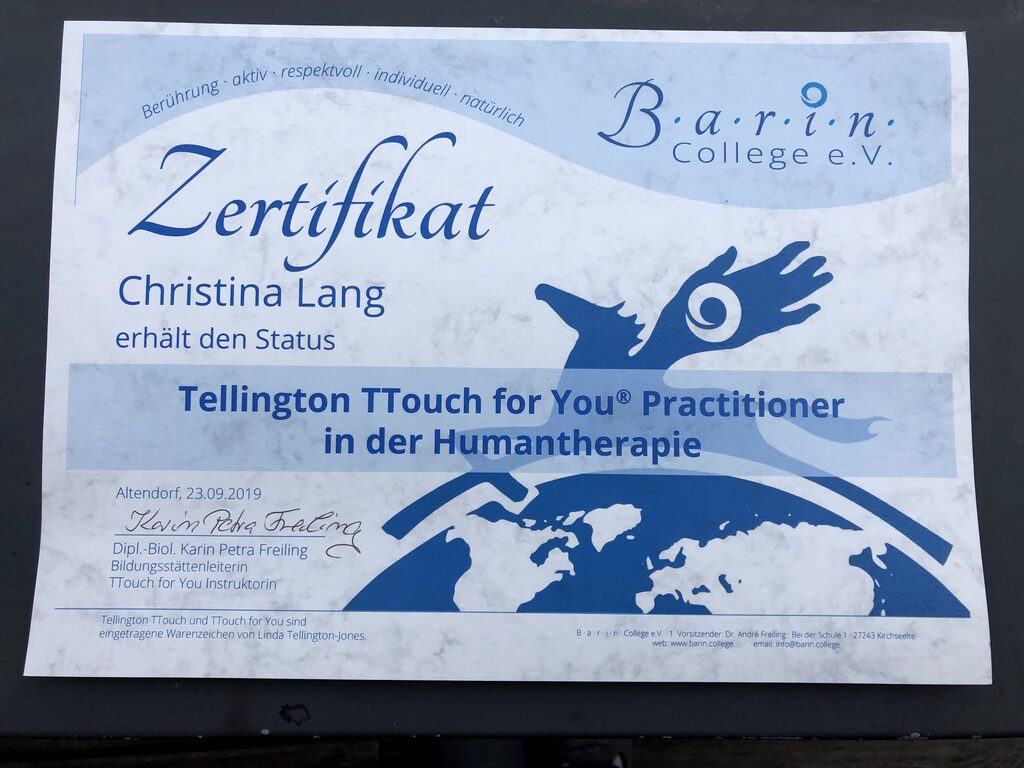 Berührung · aktiv · respektvoll · individuell · natürlich
B·a·r·i·n·
College e.V.
Zertifikat
Christina Lang
erhält den Status
Tellington TTouch for You® Practitioner
in der Humantherapie
Altendorf, 23.09.2019
Karin Petra Freiling
Dipl.-Biol. Karin Petra Freiling
Bildungsstättenleiterin
TTouch for You Instruktorin
Tellington TTouch und TTouch for You sind
eingetragene Warenzeichen von Linda Tellington-Jones.
B·a·r·i·n· College e.V. · 1. Vorsitzender: Dr. André Freiling · Bei der Schule 1 · 27243 Kirchseelte
web: www.barin.college · email: info@barin.college